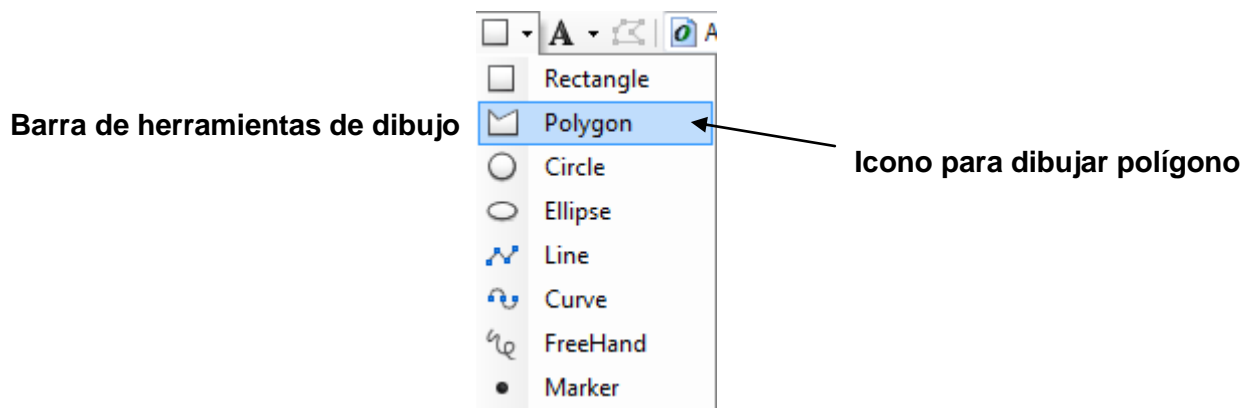 A A
Rectangle
Barra de herramientas de dibujo
Polygon
Icono para dibujar polígono
Circle
Ellipse
Line
Curve
FreeHand
Marker